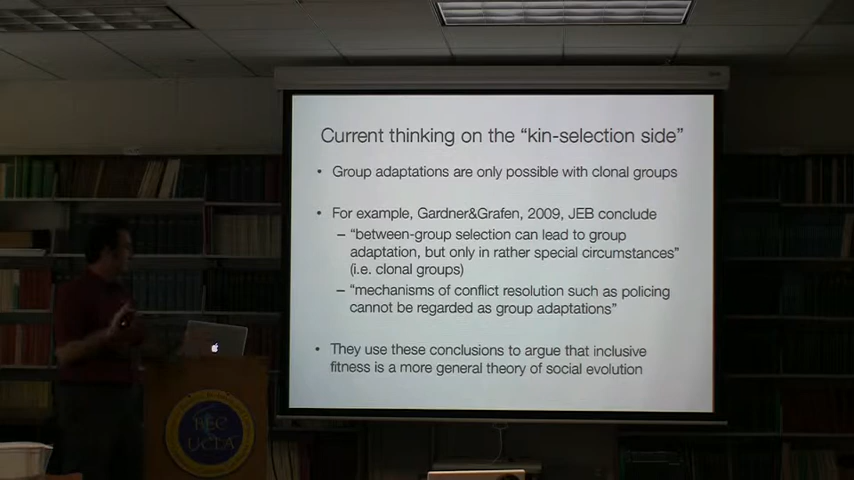 Current thinking on the "kin-selection side"
• Group adaptations are only possible with clonal groups
• For example, Gardner&Grafen, 2009, JEB conclude
– "between-group selection can lead to group
adaptation, but only in rather special circumstances"
(i.e. clonal groups)
– "mechanisms of conflict resolution such as policing
cannot be regarded as group adaptations"
• They use these conclusions to argue that inclusive
fitness is a more general theory of social evolution
BEC
UCLA